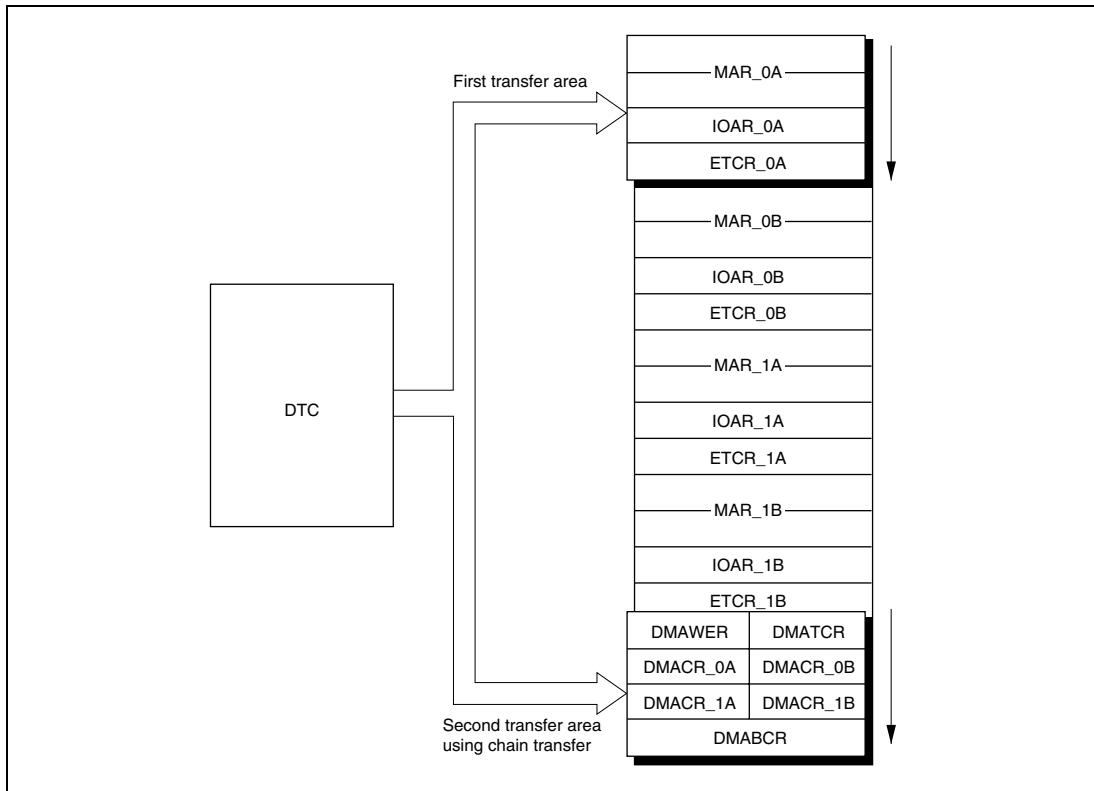 First transfer area
MAR_0A
IOAR_0A
ETCR_0A
MAR_0B
IOAR_0B
ETCR_0B
MAR_1A
IOAR_1A
ETCR_1A
MAR_1B
IOAR_1B
ETCR_1B
DTC
DMAWER DMATCR
DMACR_0A DMACR_0B
DMACR_1A DMACR_1B
DMABCR
Second transfer area
using chain transfer